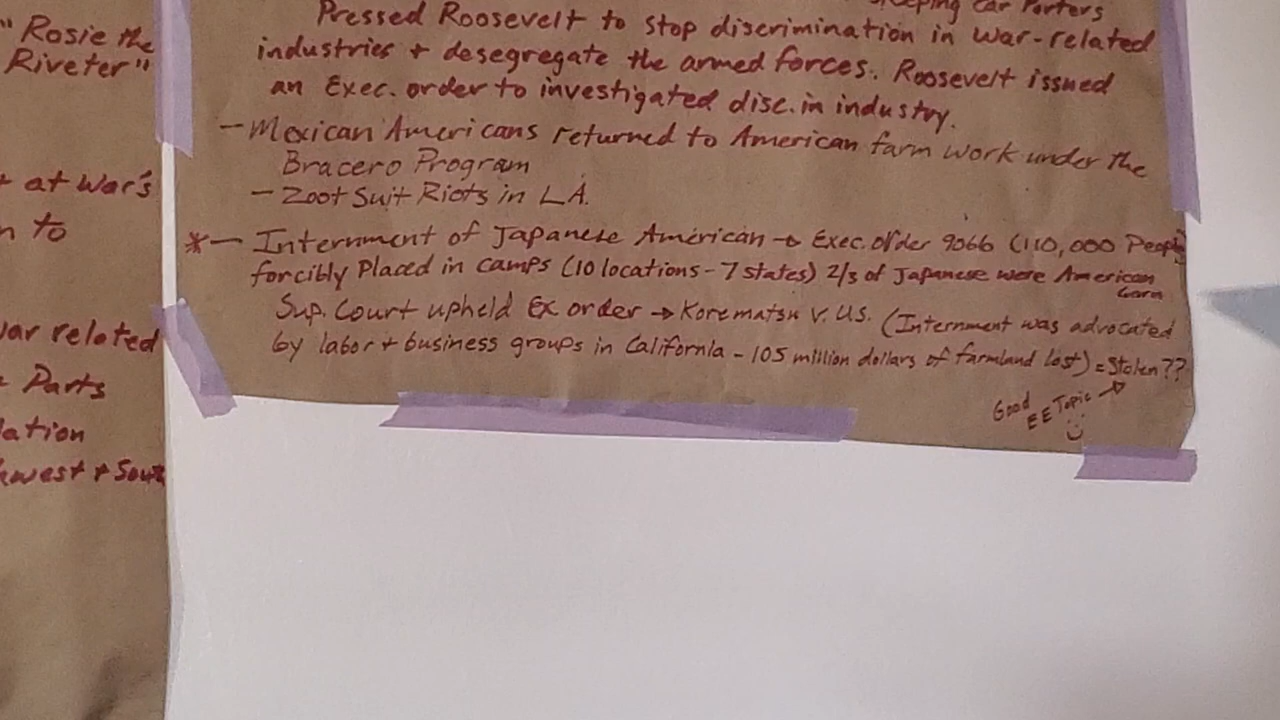 "Rosie the
Riveter"
at War's
to
War related
Parts
west + South
Sleeping Car Porters
Pressed Roosevelt to stop discrimination in war-related
industries + desegregate the armed forces. Roosevelt issued
an Exec. order to investigated disc. in industry.
- Mexican Americans returned to American farm work under the
Bracero Program
- Zoot Suit Riots in LA.
*- Internment of Japanese American → Exec. order 9066 (110,000 People
forcibly Placed in camps (10 locations - 7 states) 2/3 of Japanese were American
Born
Sup. Court upheld Ex order → Korematsu v. U.S. (Internment was advocated
by labor + business groups in California - 105 million dollars of farmland lost) = Stolen??
Good
EE Topic →